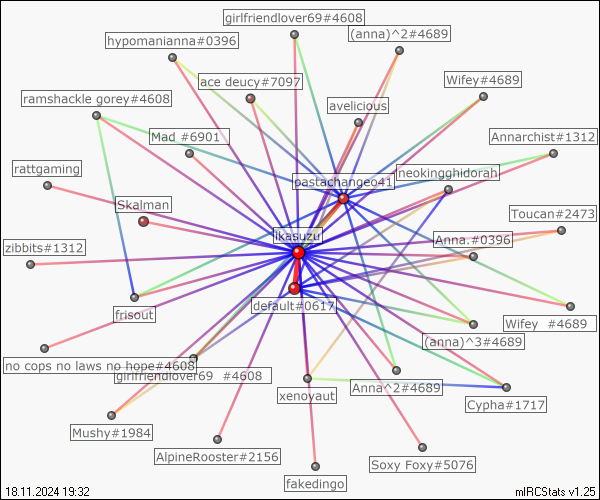 girlfriendlover69#4608
(anna)^2#4689
hypomanianna#0396
ace deucy#7097
Wifey#4689
ramshackle gorey#4608
avelicious
Mad #6901
Annarchist#1312
rattgaming
neokingghidorah
pastachangeo41
Skalman
Toucan#2473
ikasuzu
Anna.#0396
zibbits#1312
default#0617
frisout
Wifey #4689
(anna)^3#4689
no cops no laws no hope#4608
girlfriendlover69 #4608
Anna^2#4689
xenoyaut
Cypha#1717
Mushy#1984
AlpineRooster#2156
Soxy Foxy#5076
fakedingo
18.11.2024 19:32
mIRCStats v1.25